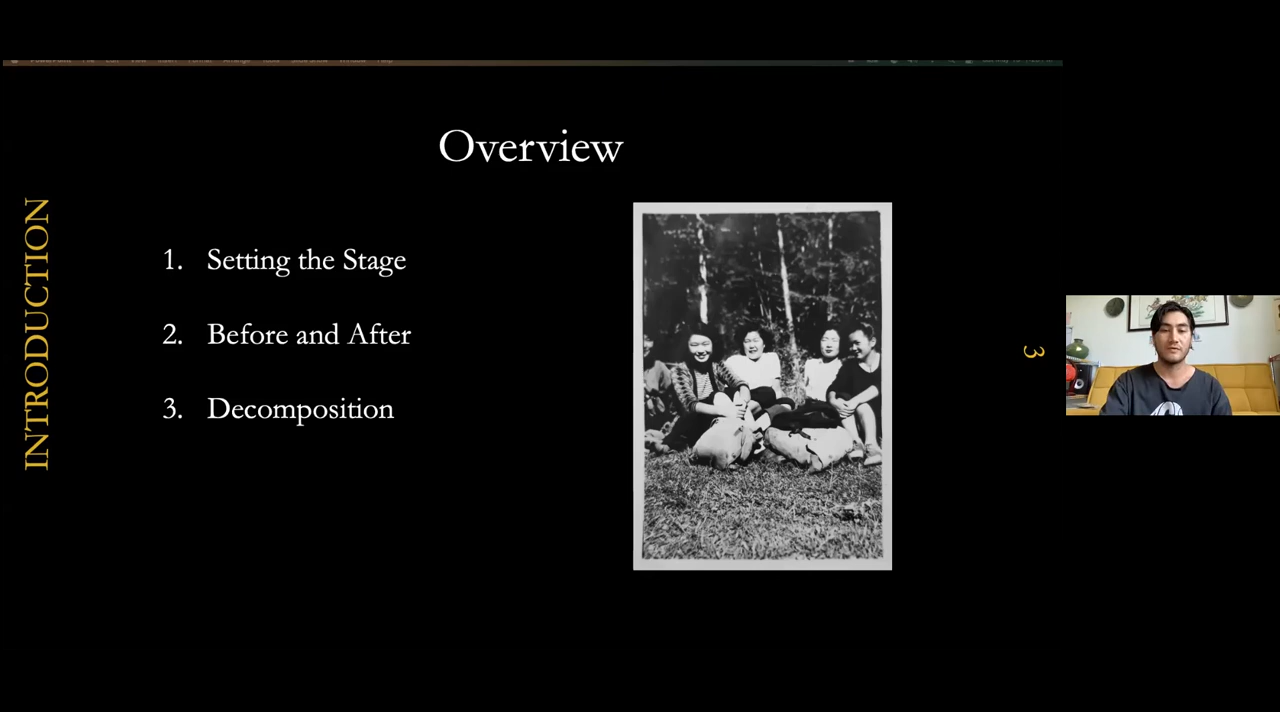 Overview
INTRODUCTION
1. Setting the Stage
2. Before and After
3. Decomposition
3